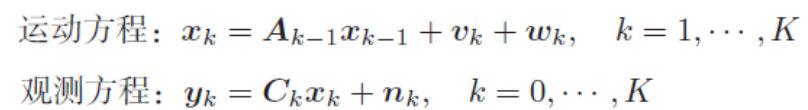 运动方程：x_k = A_{k−1}x_{k−1} + v_k + w_k, k = 1, ⋯ , K
观测方程：y_k = C_k x_k + n_k, k = 0, ⋯ , K